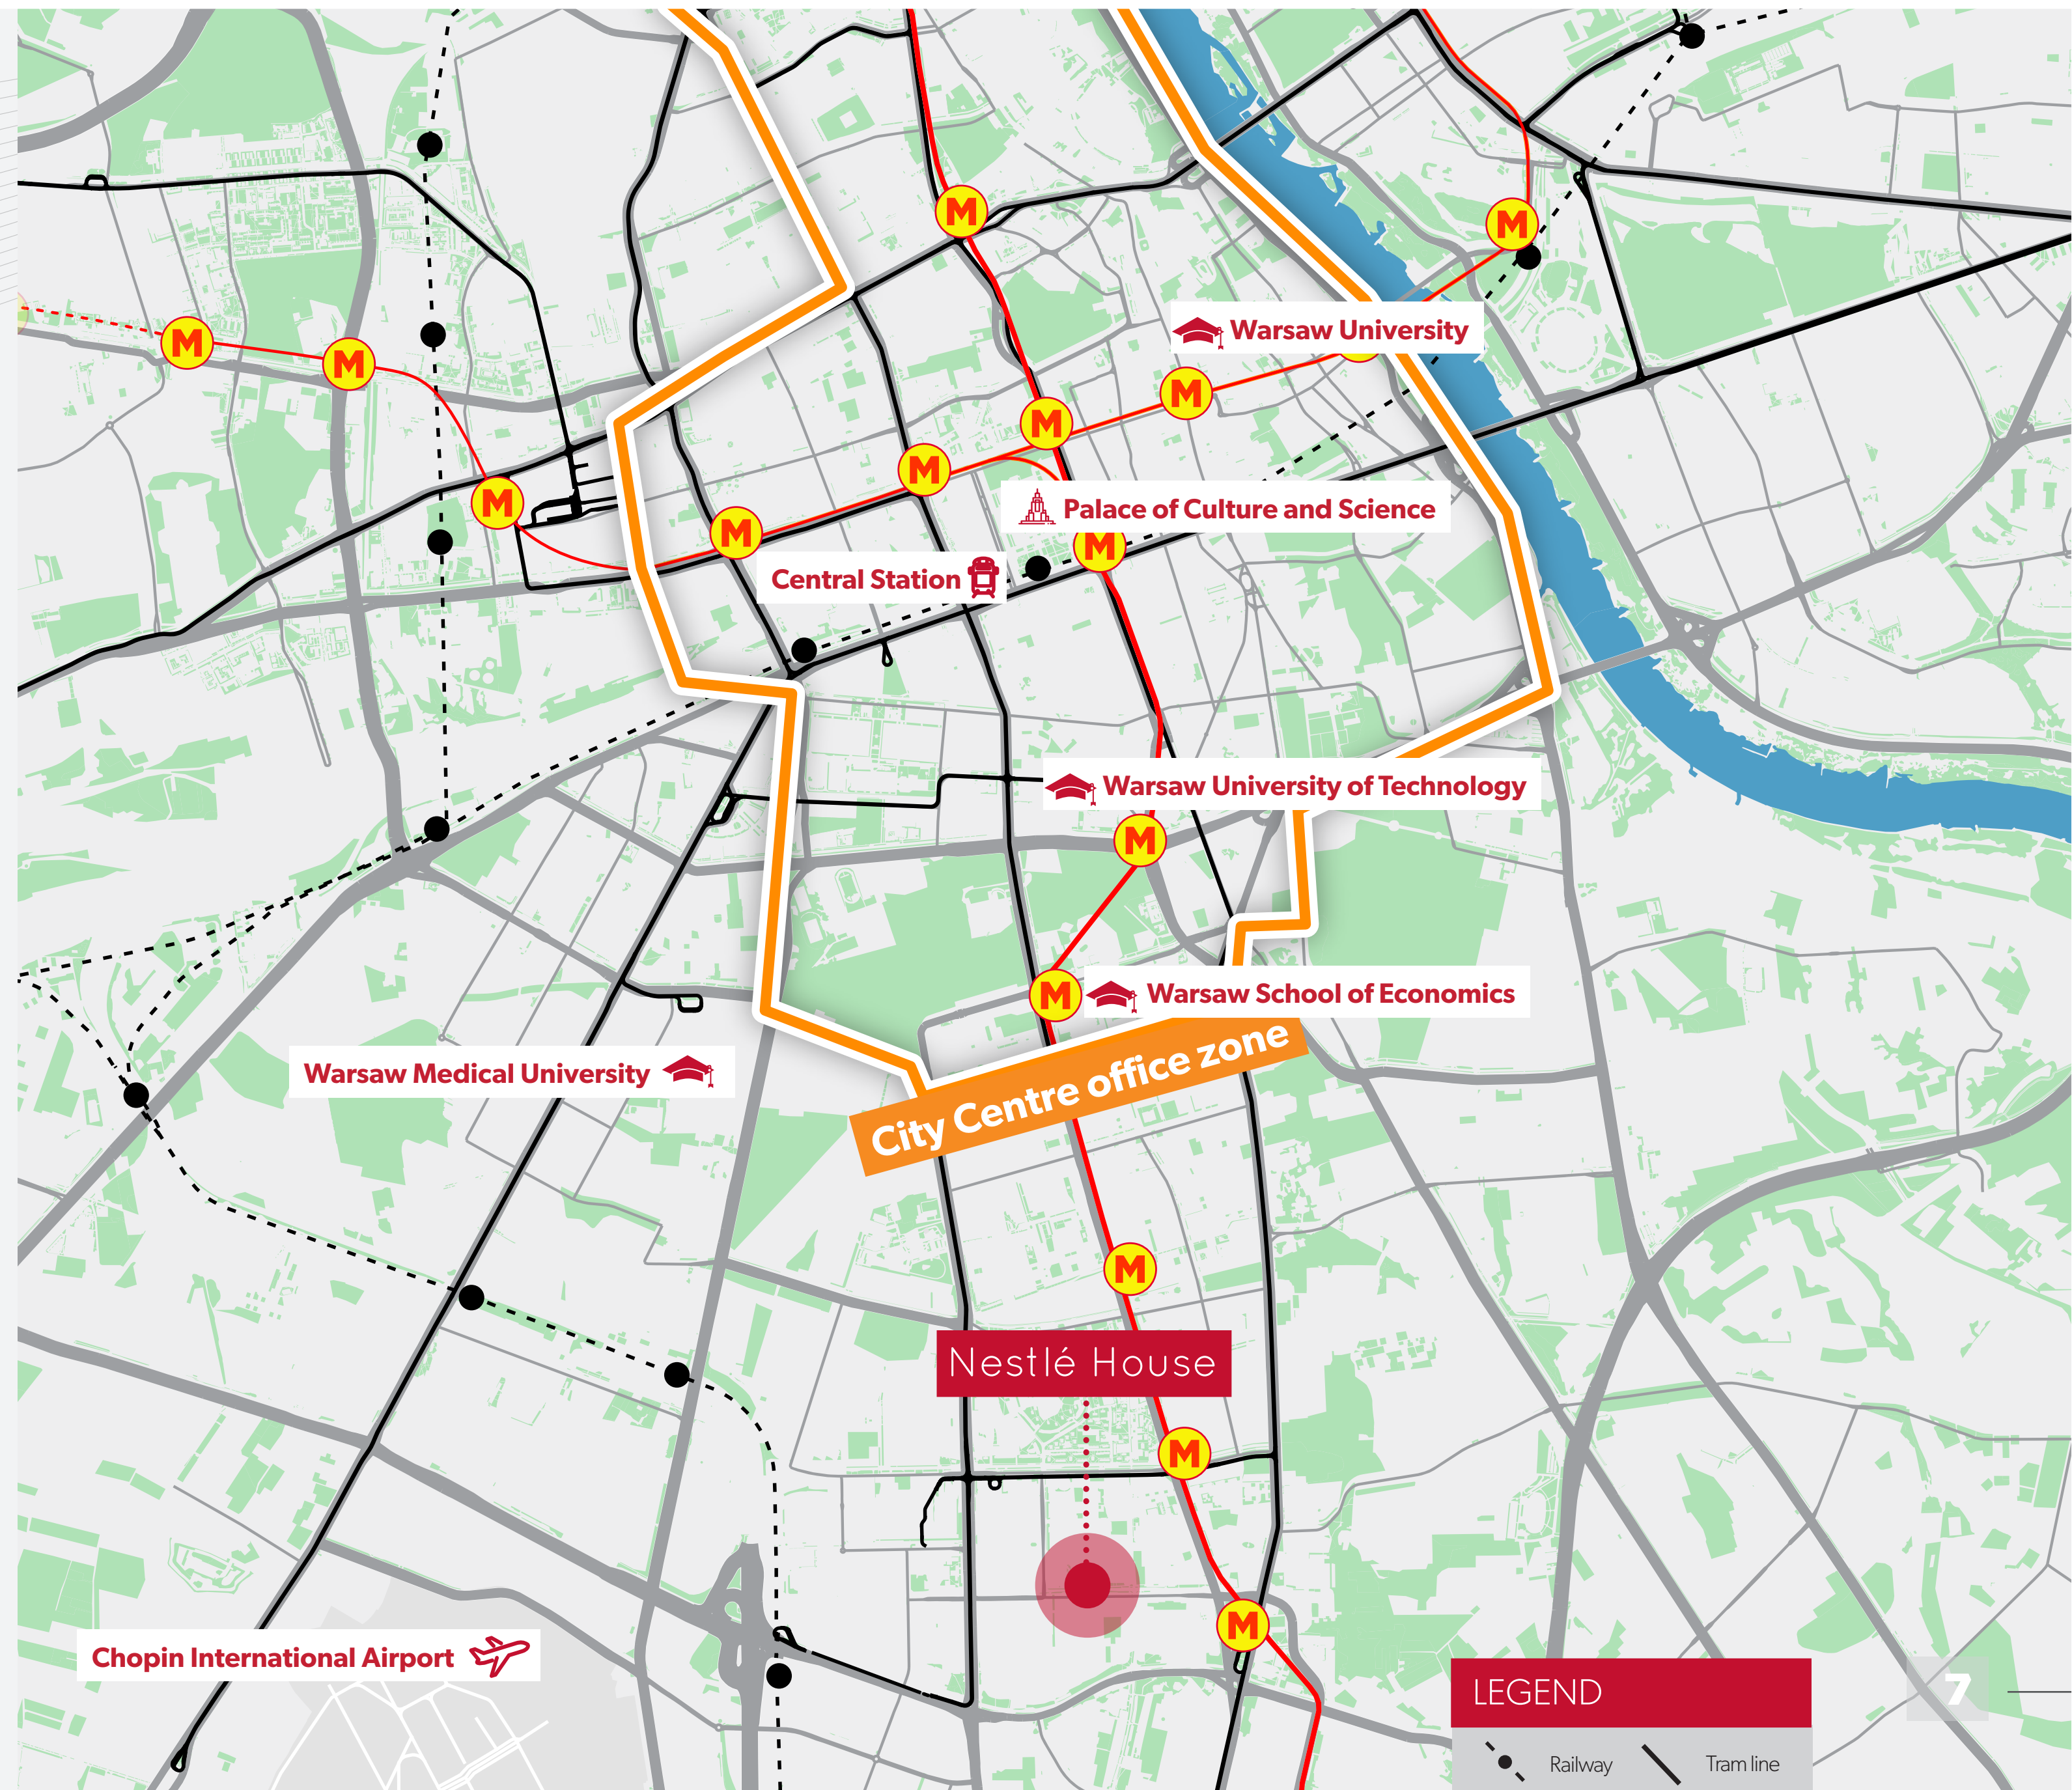 M
M
Warsaw University
M
M
M
M
M
M
Palace of Culture and Science
M
M
M
Central Station
Warsaw University of Technology
M
M
Warsaw School of Economics
City Centre office zone
Warsaw Medical University
M
Nestlé House
M
M
Chopin International Airport
LEGEND
7
Railway
Tram line